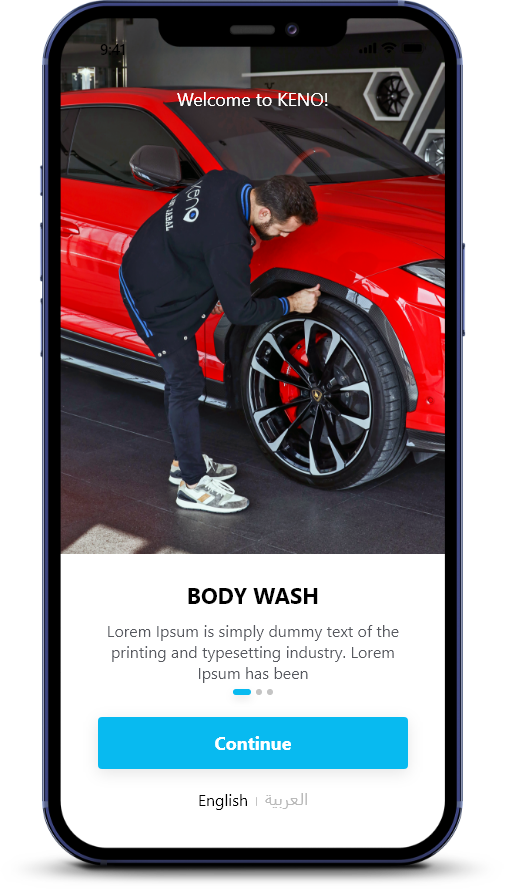 9:41
Welcome to KENO!
keno
BODY WASH
Lorem Ipsum is simply dummy text of the
printing and typesetting industry. Lorem
Ipsum has been
Continue
English | العربية